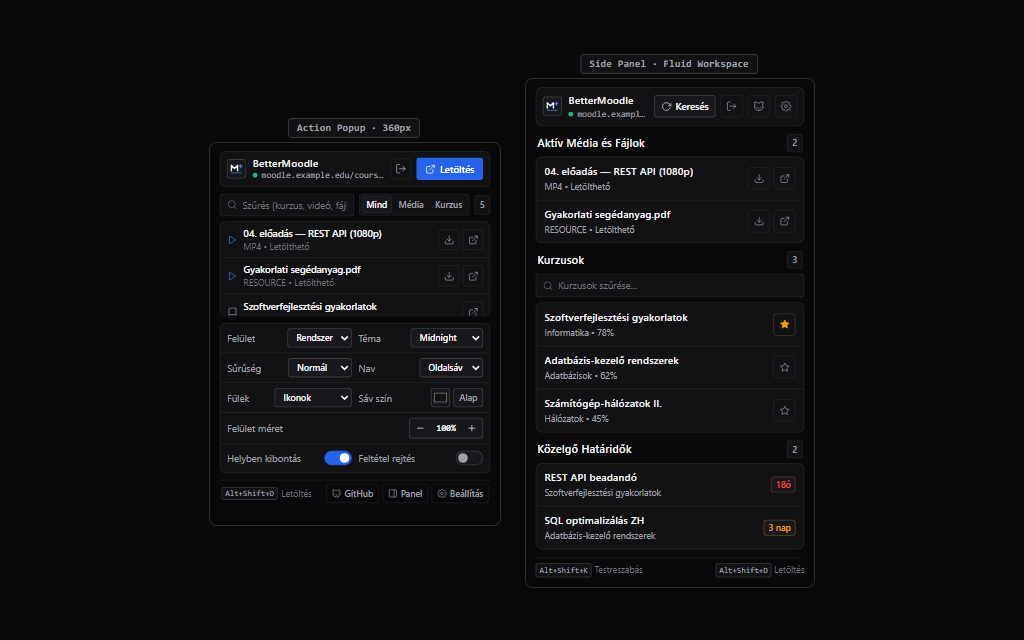 Action Popup · 360px
BetterMoodle
moodle.example.edu/cours…
Letöltés
Szűrés (kurzus, videó, fájl
Mind Média Kurzus 5
04. előadás — REST API (1080p)
MP4 • Letölthető
Gyakorlati segédanyag.pdf
RESOURCE • Letölthető
Szoftverfejlesztési gyakorlatok
Felület Rendszer Téma Midnight
Sűrűség Normál Nav Oldalsáv
Fülek Ikonok Sáv szín Alap
Felület méret − 100% +
Helyben kibontás Feltétel rejtés
Alt+Shift+D Letöltés GitHub Panel Beállítás
Side Panel · Fluid Workspace
BetterMoodle
moodle.exampl…
Keresés
Aktív Média és Fájlok 2
04. előadás — REST API (1080p)
MP4 • Letölthető
Gyakorlati segédanyag.pdf
RESOURCE • Letölthető
Kurzusok 3
Kurzusok szűrése...
Szoftverfejlesztési gyakorlatok
Informatika • 78%
Adatbázis-kezelő rendszerek
Adatbázisok • 62%
Számítógép-hálózatok II.
Hálózatok • 45%
Közelgő Határidők 2
REST API beadandó
Szoftverfejlesztési gyakorlatok
18ó
SQL optimalizálás ZH
Adatbázis-kezelő rendszerek
3 nap
Alt+Shift+K Testreszabás Alt+Shift+D Letöltés